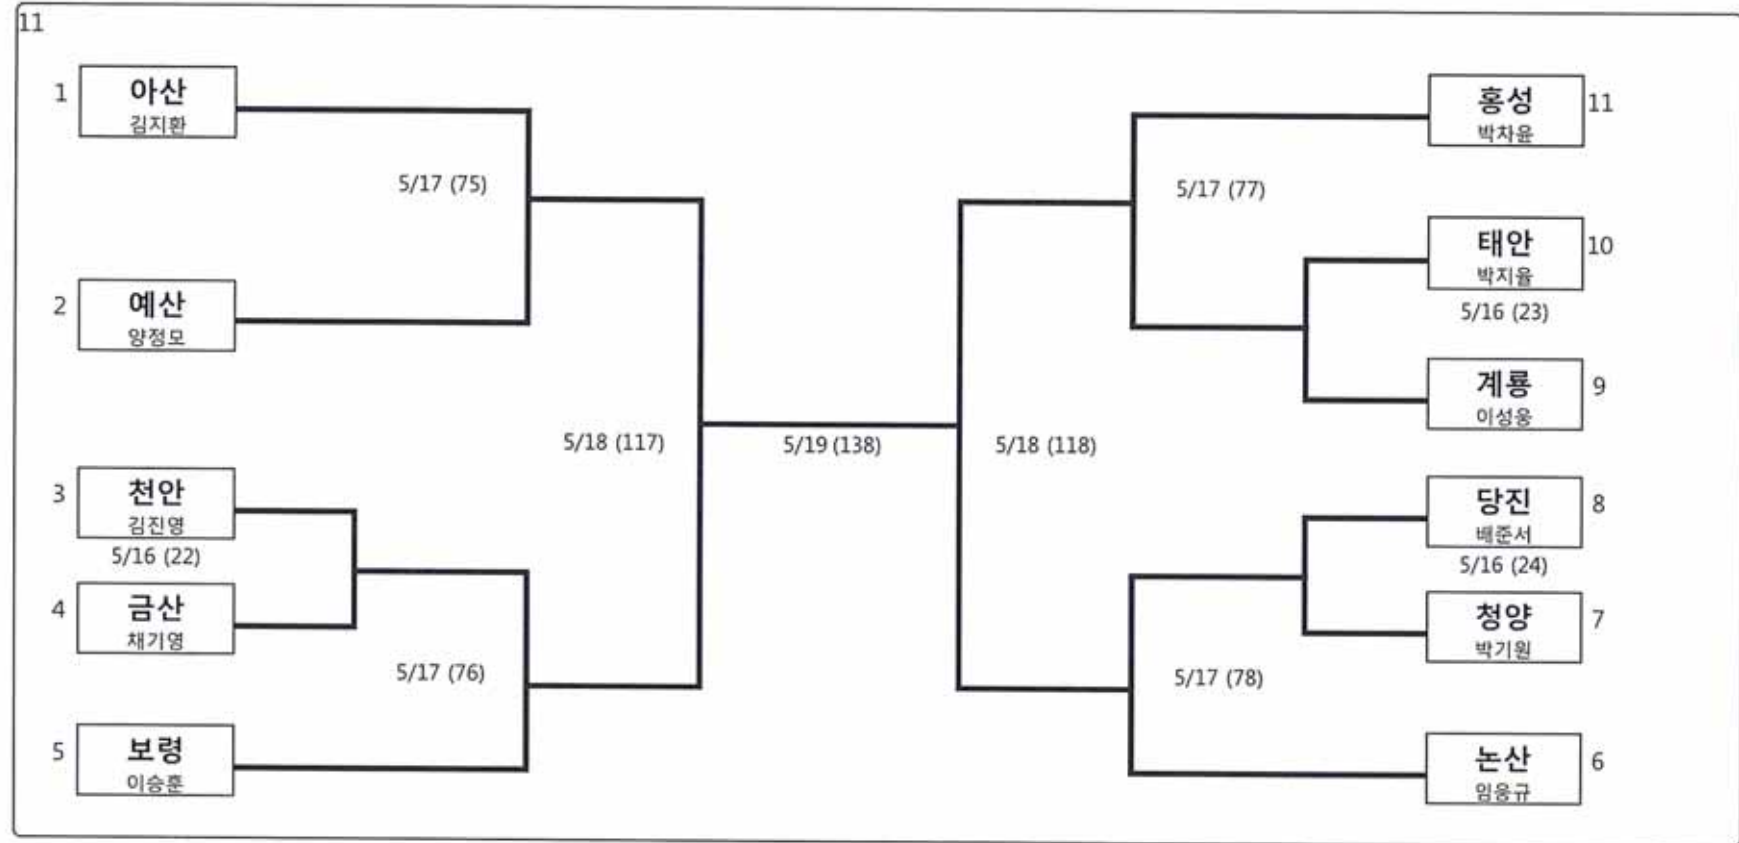 11
1
아산
김지환
5/17 (75)
2
예산
양정모
3
천안
김진영
5/16 (22)
4
금산
채기영
5/17 (76)
5
보령
이승훈
5/18 (117)
5/19 (138)
5/18 (118)
홍성
박차윤
11
5/17 (77)
태안
박지율
10
5/16 (23)
계룡
이성웅
9
당진
배준서
8
5/16 (24)
청양
박기원
7
5/17 (78)
논산
임웅규
6